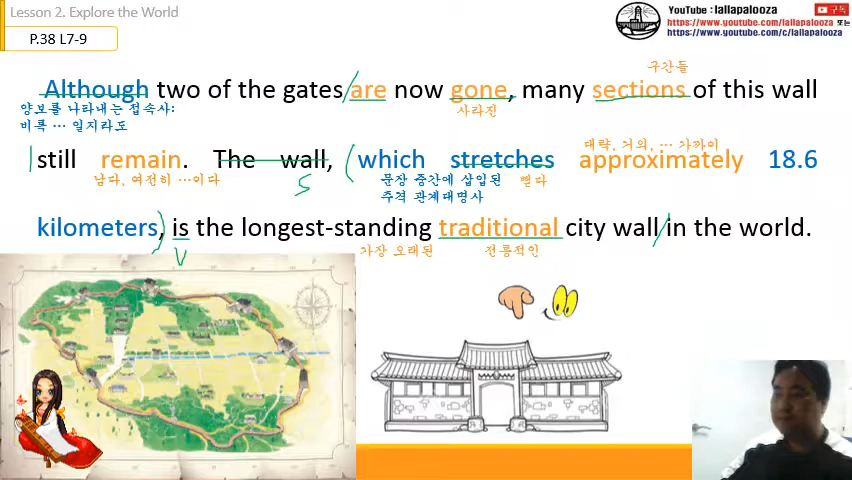 Lesson 2. Explore the World
P.38 L7-9
YouTube : lallapalooza 구독
https://www.youtube.com/lallapalooza 또는
https://www.youtube.com/c/lallapalooza
구간들
Although two of the gates are now gone, many sections of this wall
양보를 나타내는 접속사:
비록 … 일지라도
사라진
대략, 거의, … 가까이
still remain. The wall, which stretches approximately 18.6
남다, 여전히 …이다
S
문장 중간에 삽입된
주격 관계대명사
뻗다
kilometers, is the longest-standing traditional city wall in the world.
V
가장 오래된
전통적인